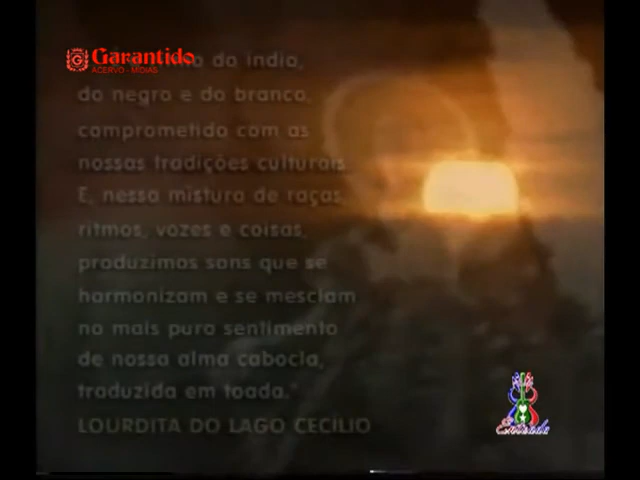 Garantido
ACERVO - MÍDIAS
do índio,
do negro e do branco,
comprometido com as
nossas tradições culturais.
E, nessa mistura de raças,
ritmos, vozes e coisas,
produzimos sons que se
harmonizam e se mesclam
no mais puro sentimento
de nossa alma cabocla,
traduzida em toada."
LOURDITA DO LAGO CECÍLIO